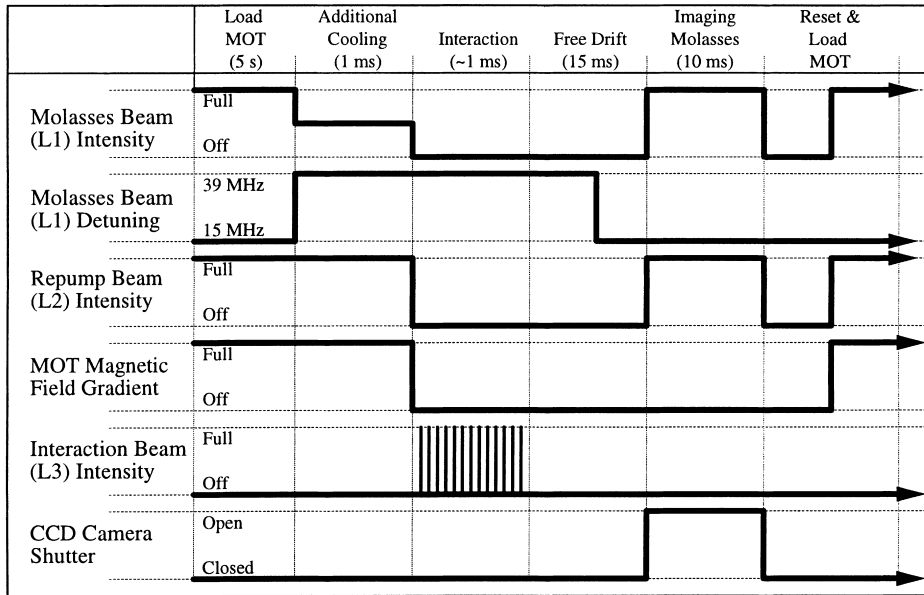 Load
MOT
(5 s)
Additional
Cooling
(1 ms)
Interaction
(~1 ms)
Free Drift
(15 ms)
Imaging
Molasses
(10 ms)
Reset &
Load
MOT
Molasses Beam
(L1) Intensity
Full
Off
Molasses Beam
(L1) Detuning
39 MHz
15 MHz
Repump Beam
(L2) Intensity
Full
Off
MOT Magnetic
Field Gradient
Full
Off
Interaction Beam
(L3) Intensity
Full
Off
CCD Camera
Shutter
Open
Closed